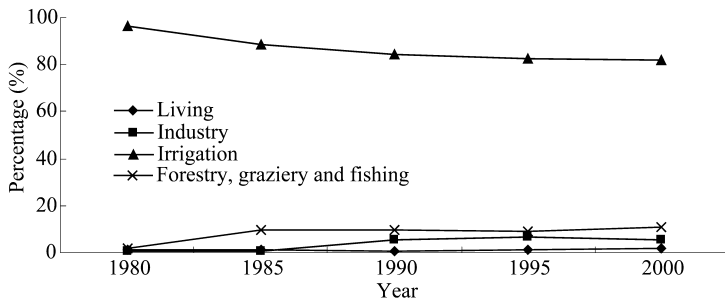 100
80
60
40
20
0
Percentage (%)
Living
Industry
Irrigation
Forestry, graziery and fishing
1980 1985 1990 1995 2000
Year